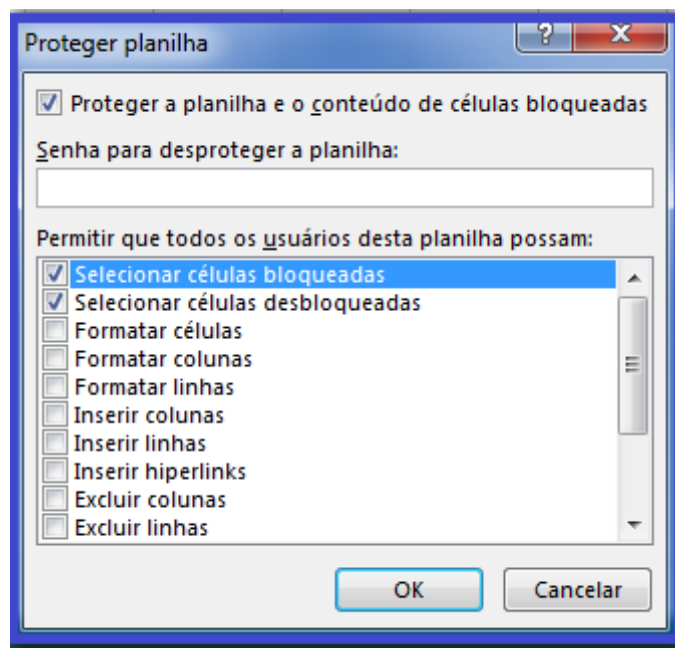 Proteger planilha
?
Proteger a planilha e o conteúdo de células bloqueadas
Senha para desproteger a planilha:
Permitir que todos os usuários desta planilha possam:
Selecionar células bloqueadas
Selecionar células desbloqueadas
Formatar células
Formatar colunas
Formatar linhas
Inserir colunas
Inserir linhas
Inserir hiperlinks
Excluir colunas
Excluir linhas
OK Cancelar